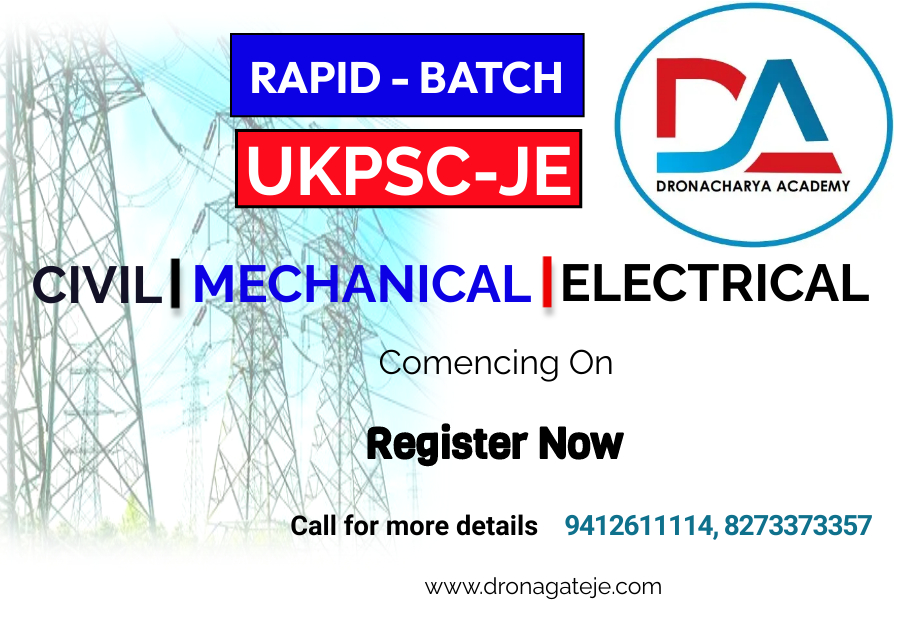 RAPID - BATCH
UKPSC-JE
DA
DRONACHARYA ACADEMY
CIVIL | MECHANICAL | ELECTRICAL
Comencing On
Register Now
Call for more details 9412611114, 8273373357
www.dronagateje.com